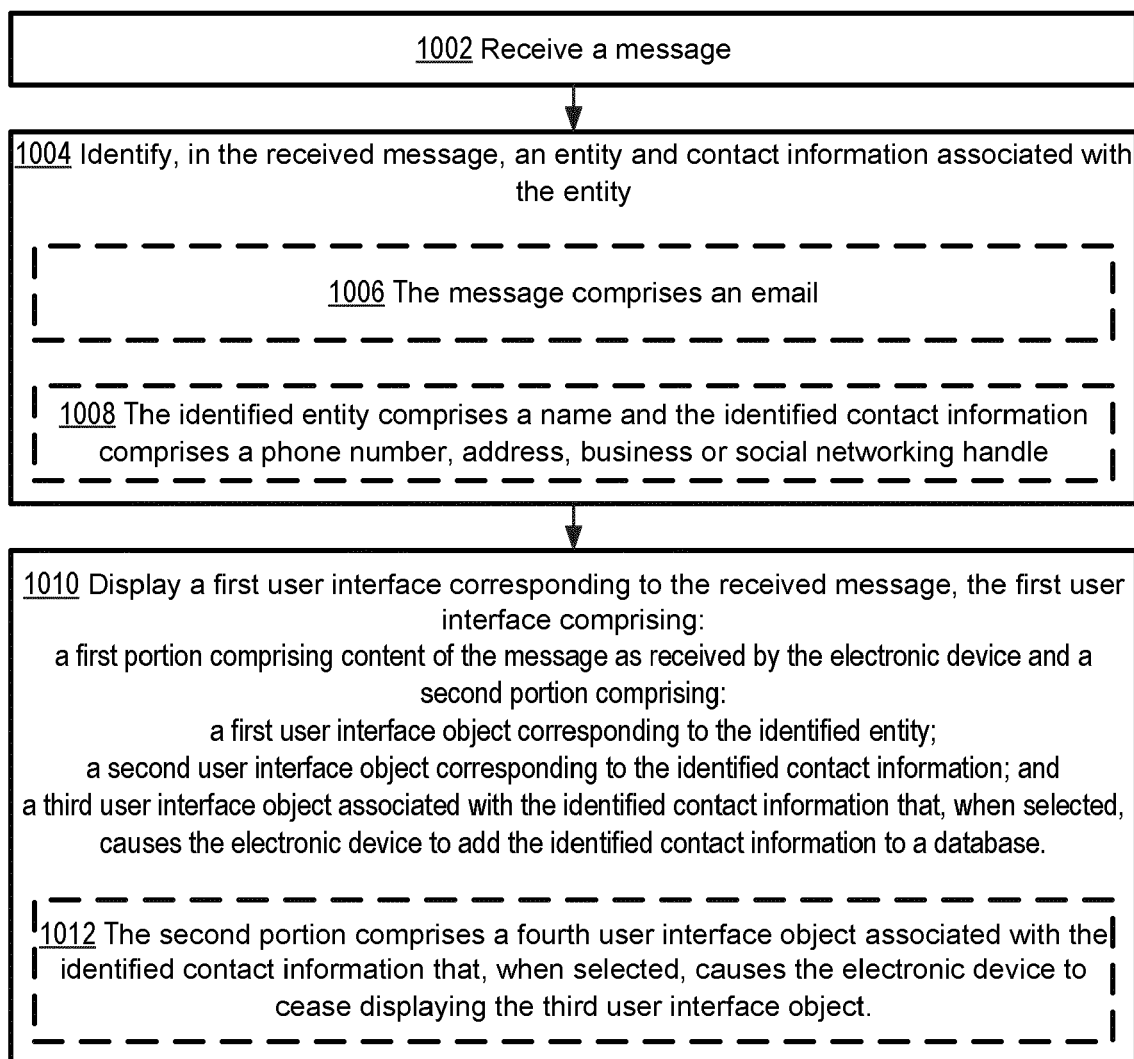 1002 Receive a message
1004 Identify, in the received message, an entity and contact information associated with
the entity
1006 The message comprises an email
1008 The identified entity comprises a name and the identified contact information
comprises a phone number, address, business or social networking handle
1010 Display a first user interface corresponding to the received message, the first user
interface comprising:
a first portion comprising content of the message as received by the electronic device and a
second portion comprising:
a first user interface object corresponding to the identified entity;
a second user interface object corresponding to the identified contact information; and
a third user interface object associated with the identified contact information that, when selected,
causes the electronic device to add the identified contact information to a database.
1012 The second portion comprises a fourth user interface object associated with the
identified contact information that, when selected, causes the electronic device to
cease displaying the third user interface object.